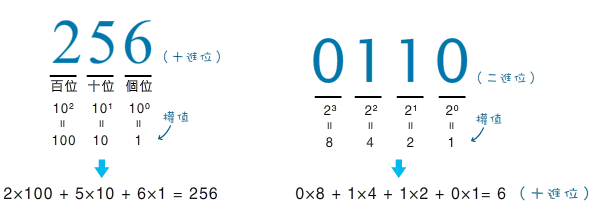 256 (十進位)
百位 十位 個位
10² 10¹ 10⁰ 權值
= = =
100 10 1
2×100 + 5×10 + 6×1 = 256
0110 (二進位)
2³ 2² 2¹ 2⁰ 權值
= = = =
8 4 2 1
0×8 + 1×4 + 1×2 + 0×1= 6 (十進位)